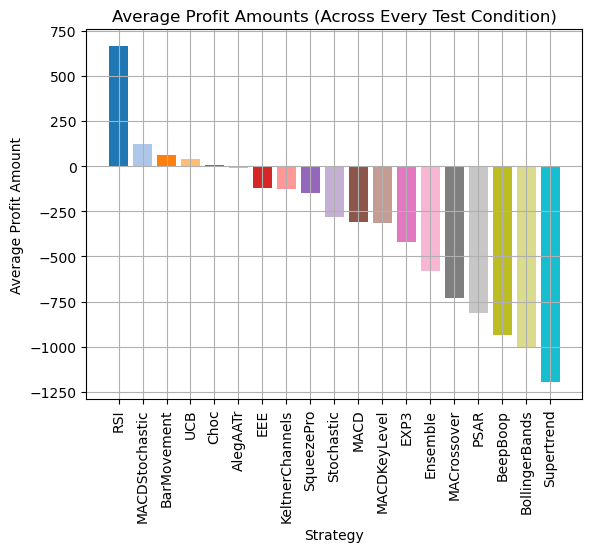 Average Profit Amounts (Across Every Test Condition)
750
500
250
0
−250
−500
−750
−1000
−1250
Average Profit Amount
RSI
MACDStochastic
BarMovement
UCB
Choc
AlegAATr
EEE
KeltnerChannels
SqueezePro
Stochastic
MACD
MACDKeyLevel
EXP3
Ensemble
MACrossover
PSAR
BeepBoop
BollingerBands
Supertrend
Strategy